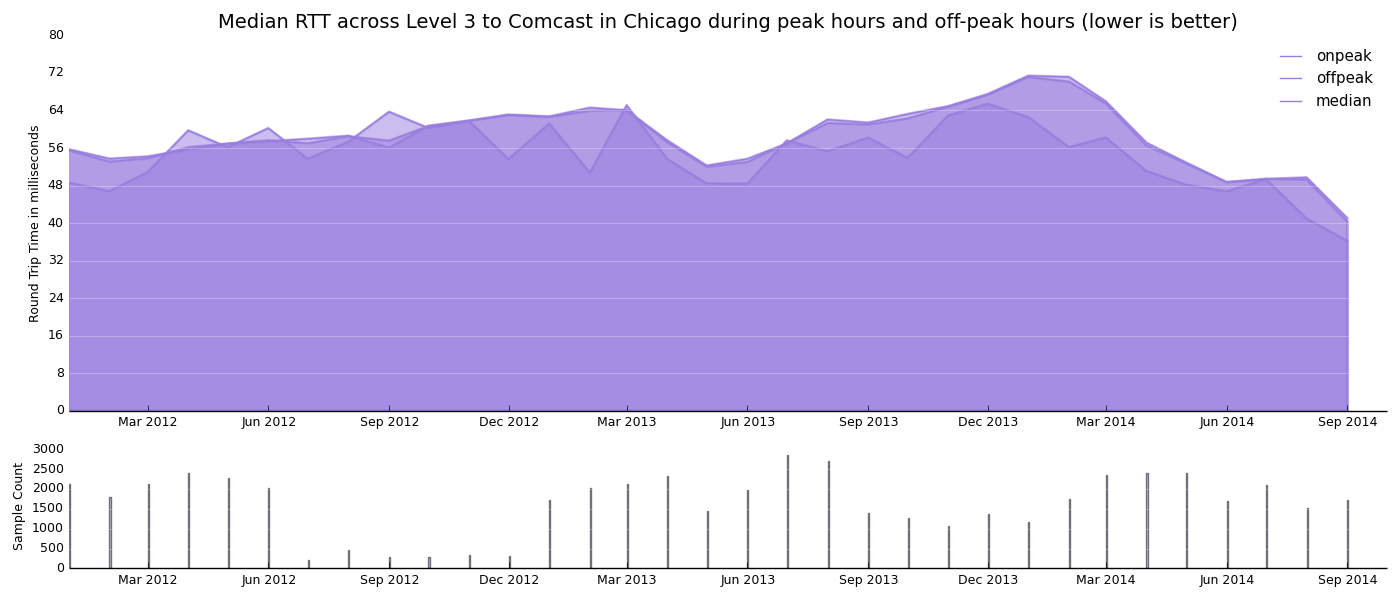 Median RTT across Level 3 to Comcast in Chicago during peak hours and off-peak hours (lower is better)
80
72
64
56
48
40
32
24
16
8
0
Round Trip Time in milliseconds
onpeak
offpeak
median
Mar 2012 Jun 2012 Sep 2012 Dec 2012 Mar 2013 Jun 2013 Sep 2013 Dec 2013 Mar 2014 Jun 2014 Sep 2014
3000
2500
2000
1500
1000
500
0
Sample Count
Mar 2012 Jun 2012 Sep 2012 Dec 2012 Mar 2013 Jun 2013 Sep 2013 Dec 2013 Mar 2014 Jun 2014 Sep 2014